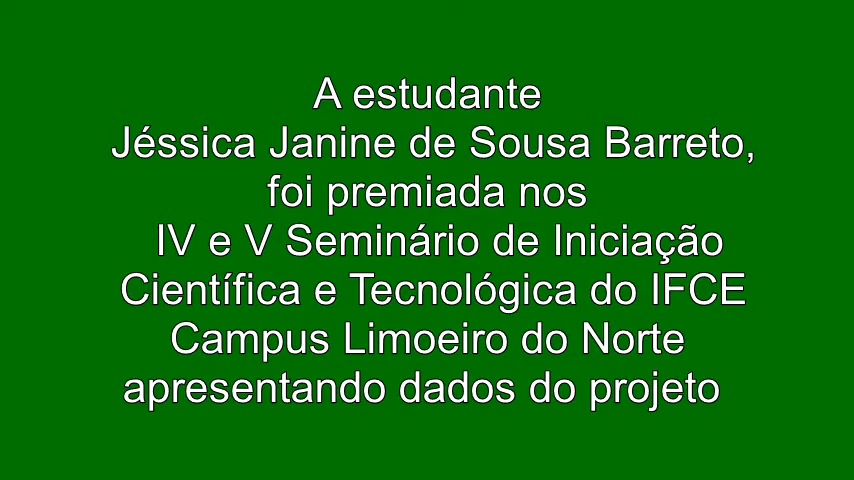 A estudante
Jéssica Janine de Sousa Barreto,
foi premiada nos
IV e V Seminário de Iniciação
Científica e Tecnológica do IFCE
Campus Limoeiro do Norte
apresentando dados do projeto